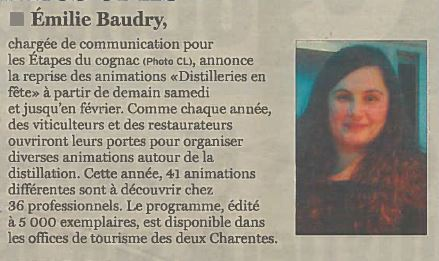 Émilie Baudry,
chargée de communication pour
les Étapes du cognac (Photo CL), annonce
la reprise des animations «Distilleries en
fête» à partir de demain samedi
et jusqu'en février. Comme chaque année,
des viticulteurs et des restaurateurs
ouvriront leurs portes pour organiser
diverses animations autour de la
distillation. Cette année, 41 animations
différentes sont à découvrir chez
36 professionnels. Le programme, édité
à 5 000 exemplaires, est disponible dans
les offices de tourisme des deux Charentes.